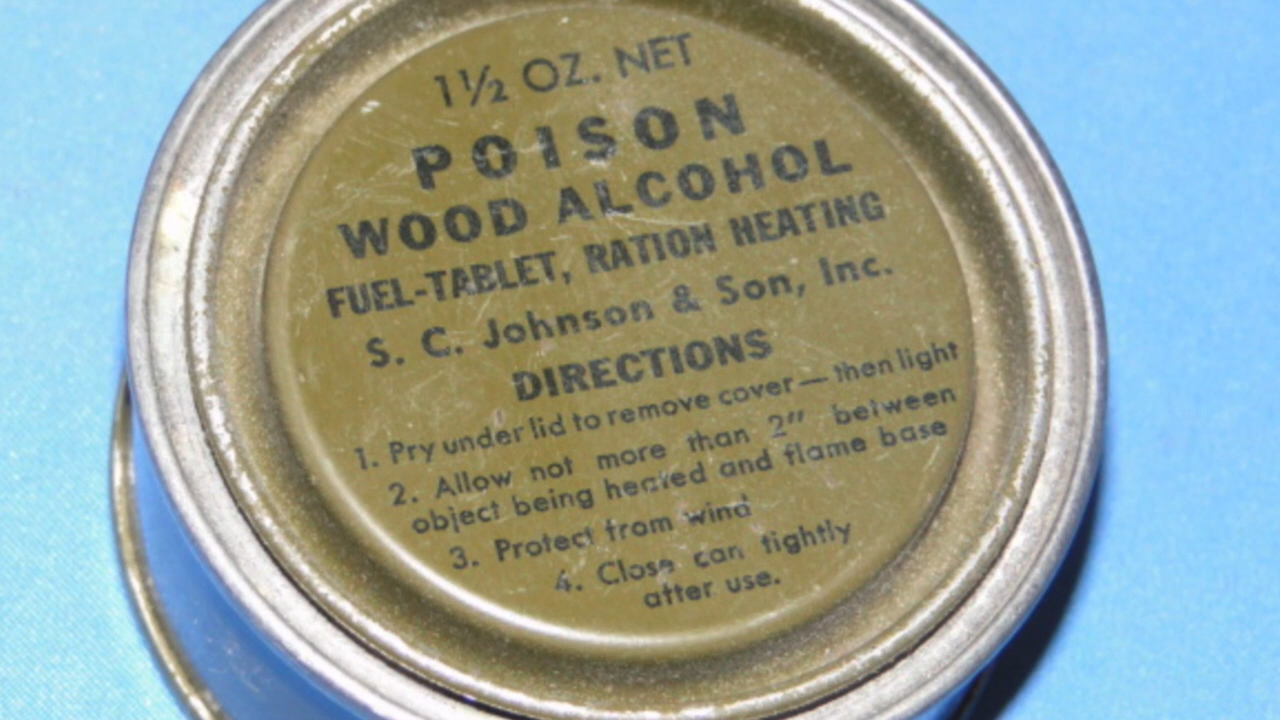 1½ OZ. NET
POISON
WOOD ALCOHOL
FUEL-TABLET, RATION HEATING
S. C. Johnson & Son, Inc.
DIRECTIONS
1. Pry under lid to remove cover — then light
2. Allow not more than 2" between
object being heated and flame base
3. Protect from wind
4. Close can tightly
after use.